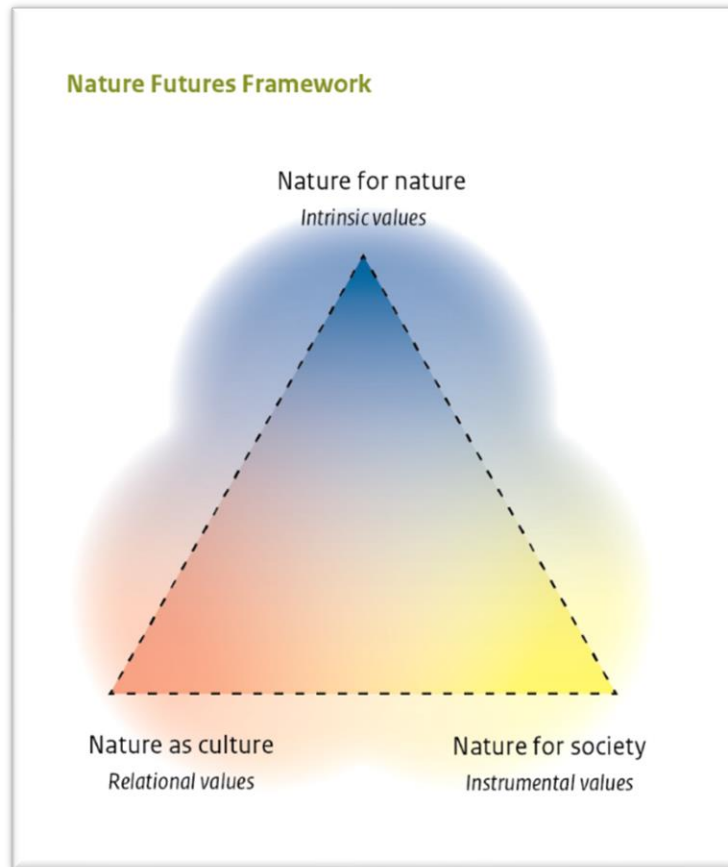 Nature Futures Framework
Nature for nature
Intrinsic values
Nature as culture
Relational values
Nature for society
Instrumental values